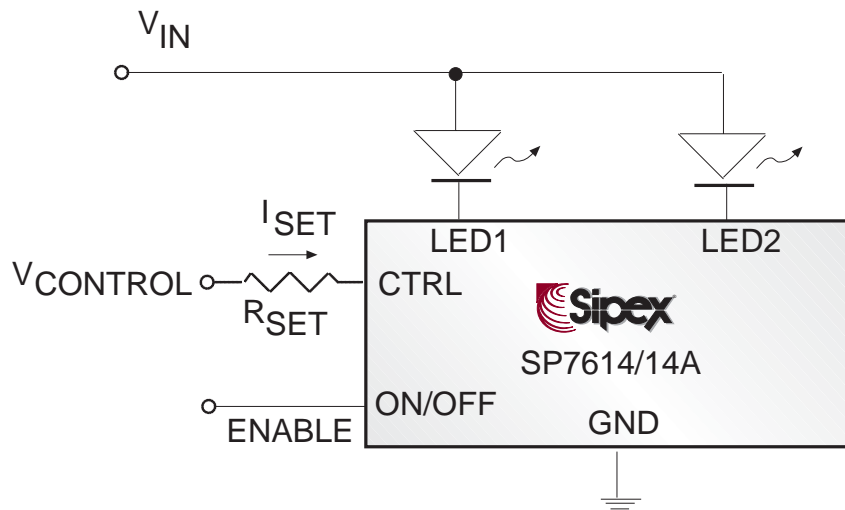 VIN
ISET
LED1
LED2
VCONTROL
CTRL
RSET
Sipex
SP7614/14A
ON/OFF
ENABLE
GND